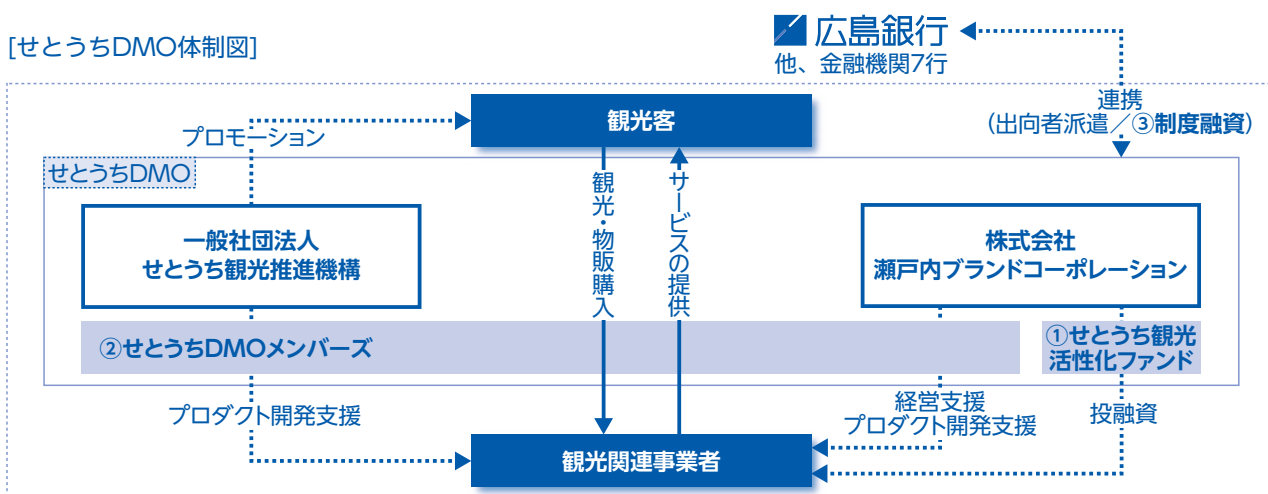 [せとうちDMO体制図]
広島銀行
他、金融機関7行
連携
(出向者派遣／③制度融資)
観光客
プロモーション
せとうちDMO
一般社団法人
せとうち観光推進機構
観光・物販購入
サービスの提供
株式会社
瀬戸内ブランドコーポレーション
②せとうちDMOメンバーズ
①せとうち観光
活性化ファンド
プロダクト開発支援
経営支援
プロダクト開発支援
投融資
観光関連事業者